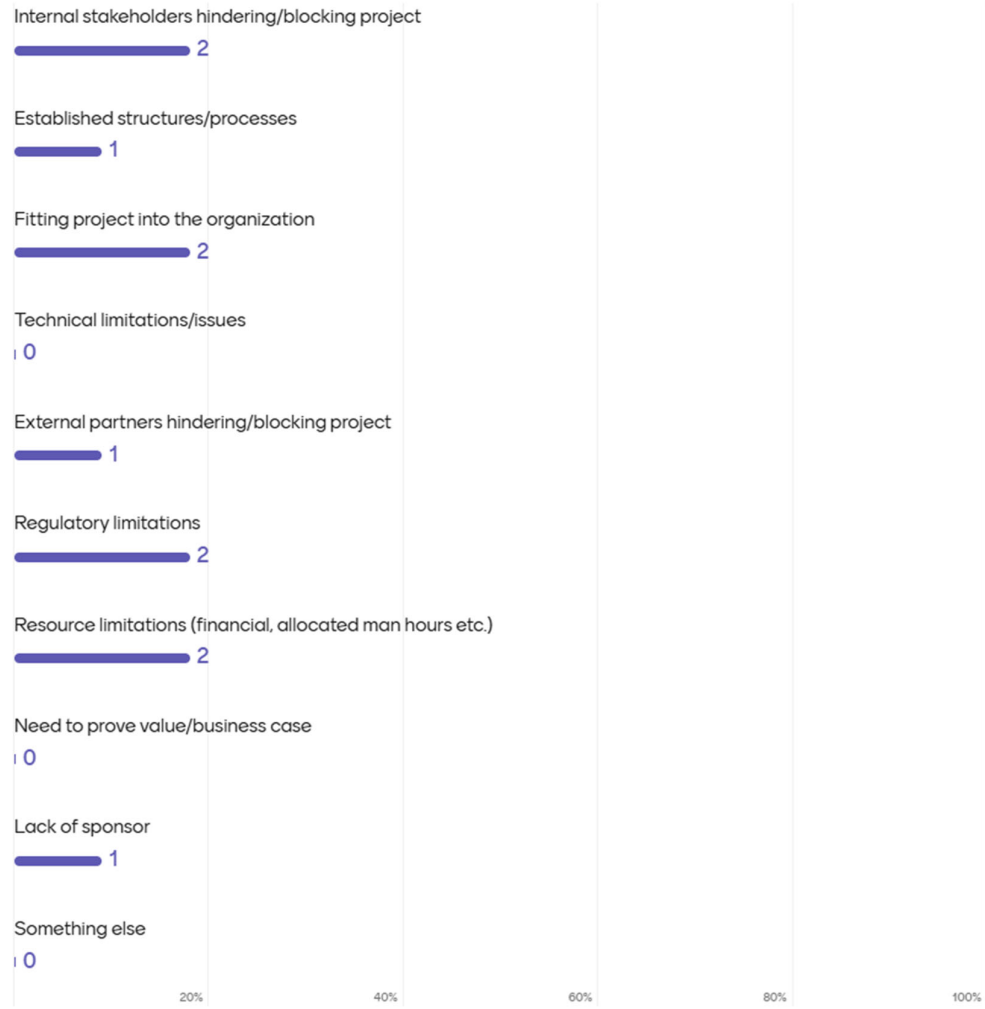 Internal stakeholders hindering/blocking project
2
Established structures/processes
1
Fitting project into the organization
2
Technical limitations/issues
0
External partners hindering/blocking project
1
Regulatory limitations
2
Resource limitations (financial, allocated man hours etc.)
2
Need to prove value/business case
0
Lack of sponsor
1
Something else
0
20% 40% 60% 80% 100%